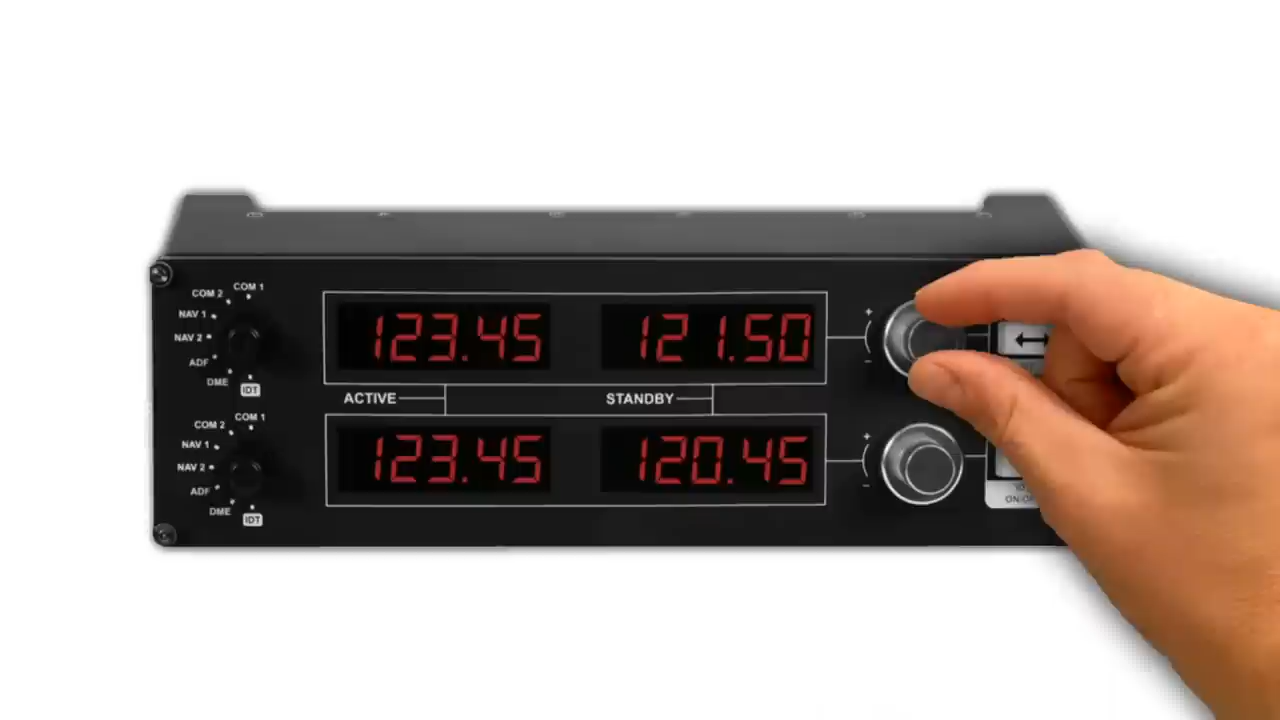 COM 1
COM 2
NAV 1
NAV 2
ADF
DME
IDT
123.45 121.50
+
-
ACTIVE STANDBY
COM 1
COM 2
NAV 1
NAV 2
ADF
DME
IDT
123.45 120.45
+
-